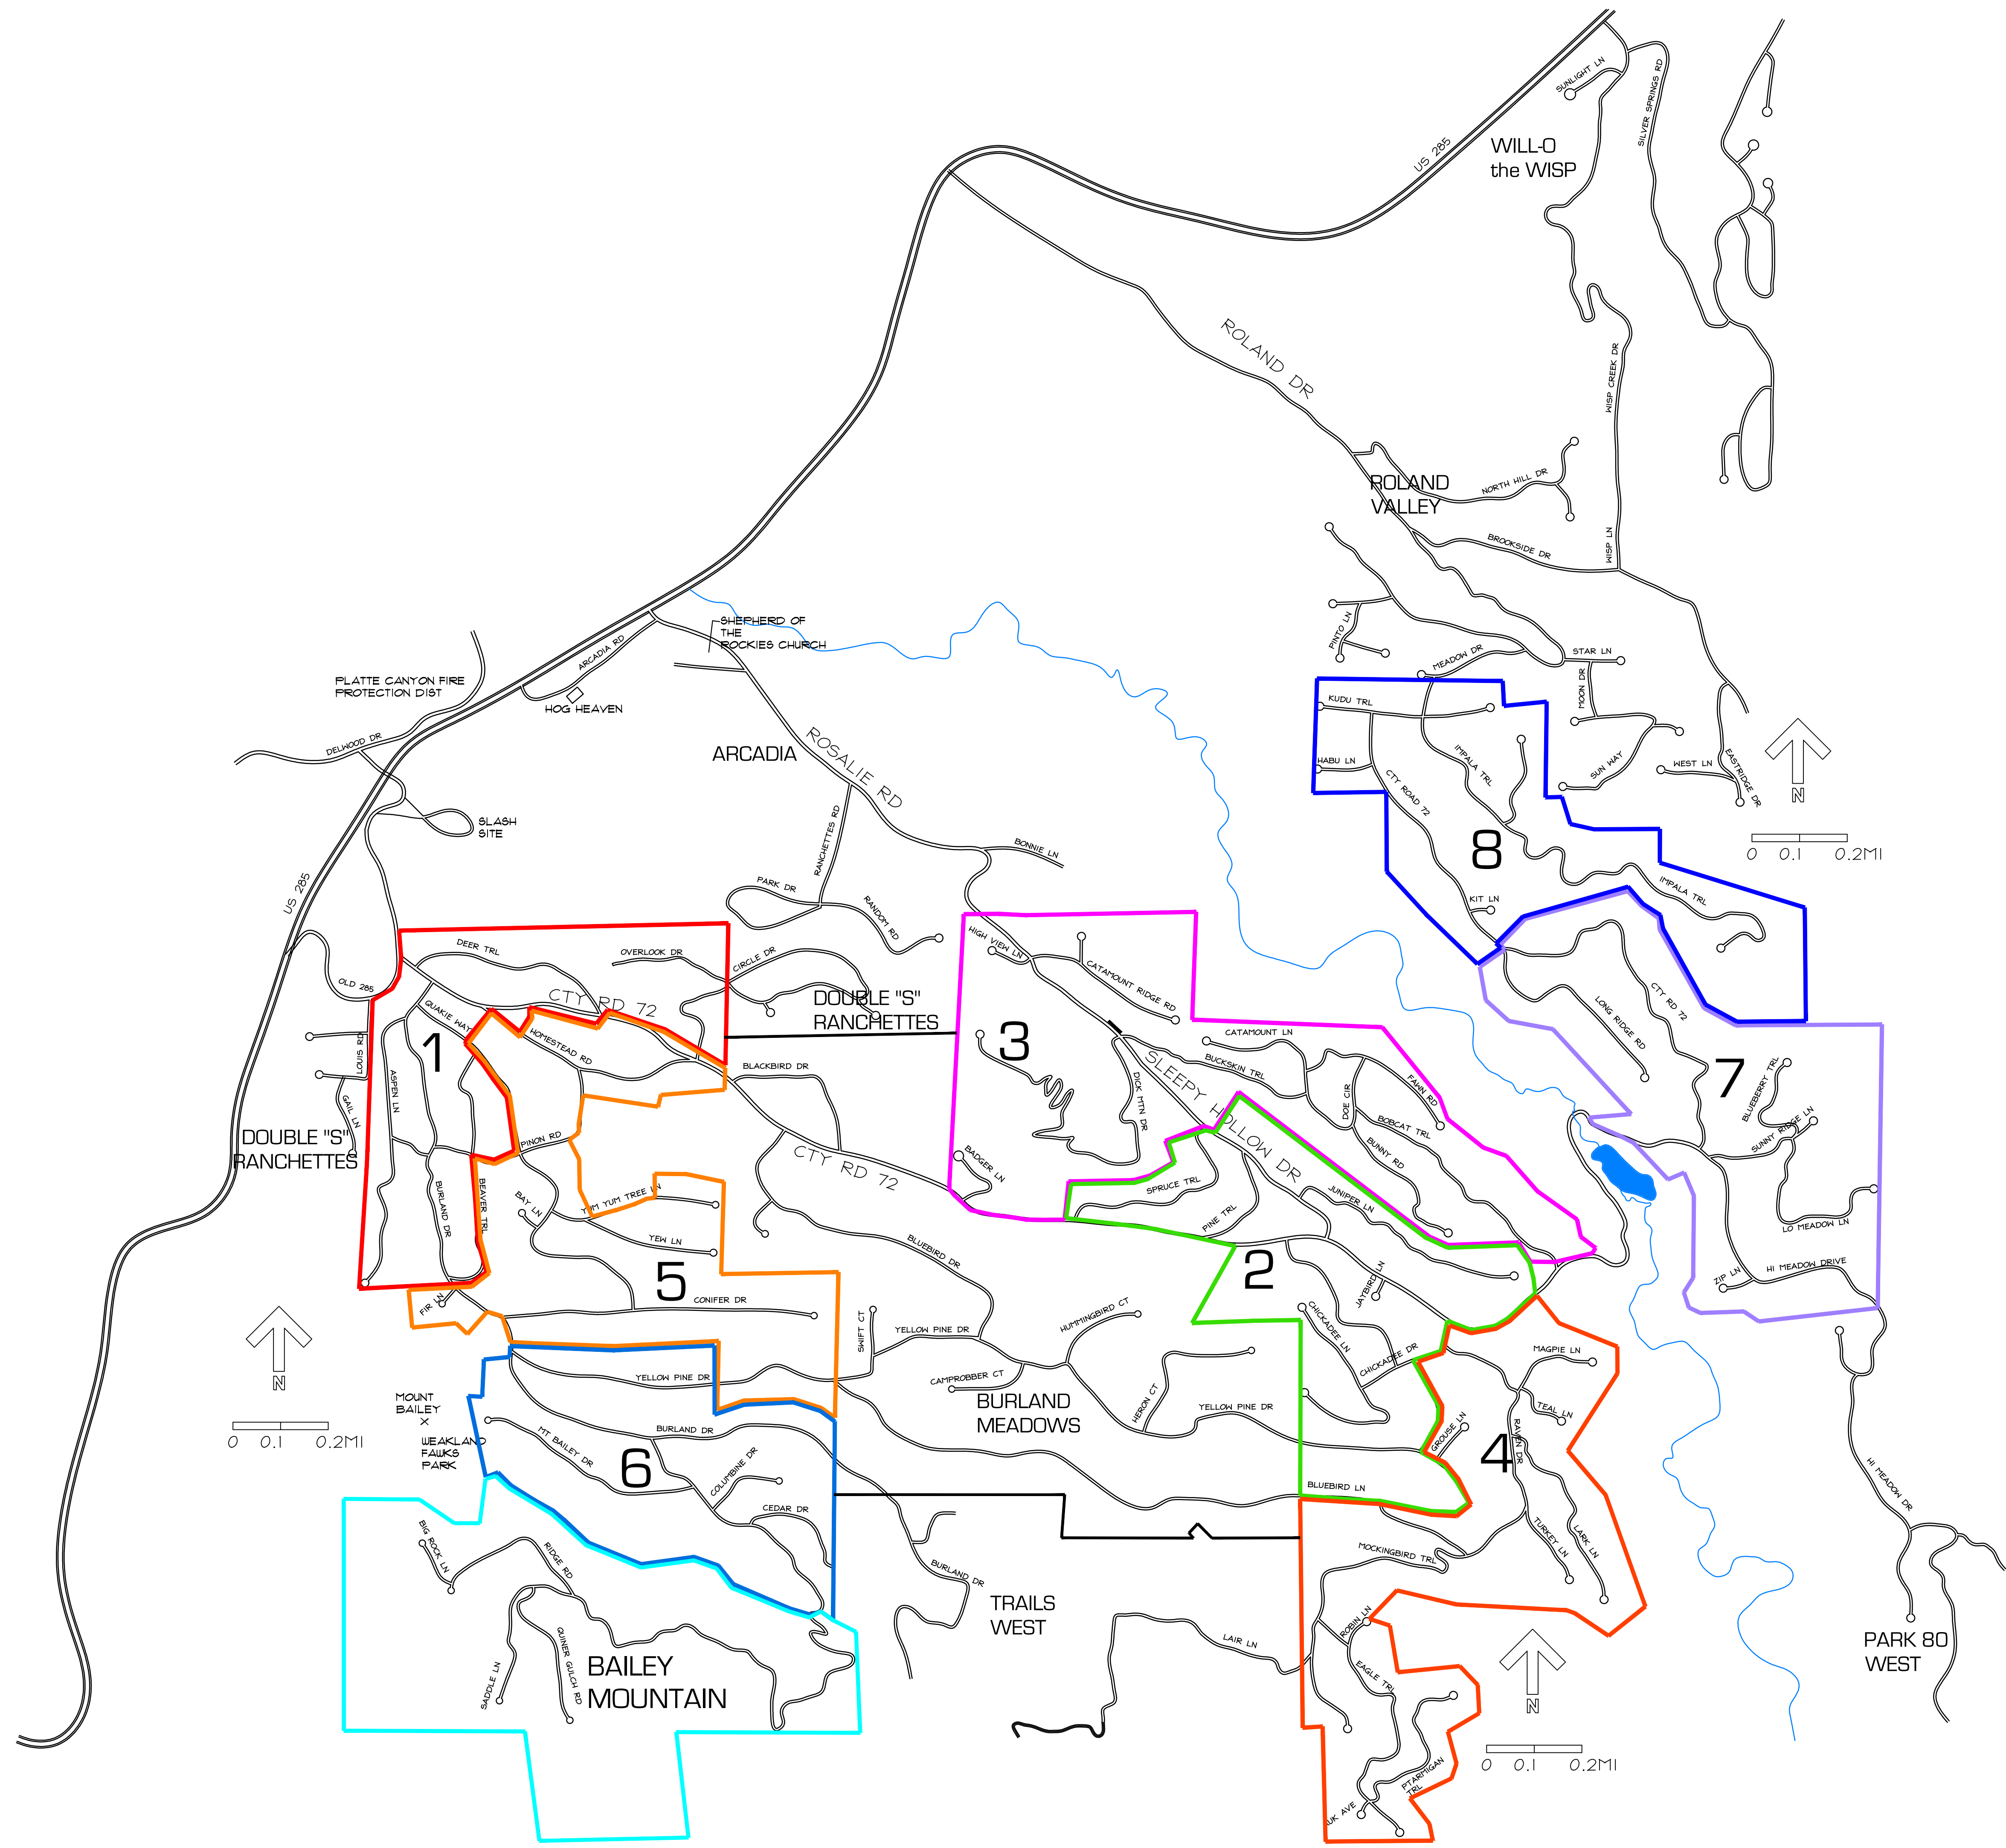 SUNLIGHT LN
SILVER SPRINGS RD
US 285
WILL-O
the WISP
ROLAND DR
WISP CREEK DR
ROLAND
VALLEY
NORTH HILL DR
BROOKSIDE DR
WISP LN
SHEPHERD OF
THE
ROCKIES CHURCH
ARCADIA RD
PLATTE CANYON FIRE
PROTECTION DIST
HOG HEAVEN
DELWOOD DR
ARCADIA
ROSALIE RD
PINTO LN
MEADOW DR
STAR LN
MOON DR
KUDU TRL
HABU LN
IMPALA TRL
CTY ROAD 72
SUN WAY
WEST LN
EASTRIDGE DR
N
0 0.1 0.2MI
SLASH
SITE
RANCHETTES RD
BONNIE LN
8
US 285
PARK DR
RANDOM RD
KIT LN
IMPALA TRL
DEER TRL
OVERLOOK DR
CIRCLE DR
HIGH VIEW LN
CATAMOUNT RIDGE RD
OLD 285
QUAKIE WAY
CTY RD 72
DOUBLE "S"
RANCHETTES
LONG RIDGE RD
CTY RD 72
1
HOMESTEAD RD
3
CATAMOUNT LN
LOUIS RD
ASPEN LN
BLACKBIRD DR
DICK MTN DR
SLEEPY HOLLOW DR
BUCKSKIN TRL
DOE CIR
FAWN RD
7
BLUEBERRY TRL
GAIL LN
DOUBLE "S"
RANCHETTES
PINON RD
CTY RD 72
BADGER LN
BOBCAT TRL
BUNNY RD
SUNNY RIDGE LN
BURLAND DR
BEAVER TRL
BAY LN
YUM YUM TREE LN
SPRUCE TRL
PINE TRL
JUNIPER LN
LO MEADOW LN
YEW LN
BLUEBIRD DR
2
5
JAYBIRD LN
ZIP LN
HI MEADOW DRIVE
FIR LN
CONIFER DR
SWIFT CT
YELLOW PINE DR
HUMMINGBIRD CT
CHICKADEE LN
CHICKADEE DR
MAGPIE LN
N
MOUNT
BAILEY
X
YELLOW PINE DR
CAMPROBBER CT
BURLAND
MEADOWS
HERON CT
YELLOW PINE DR
TEAL LN
0 0.1 0.2MI
WEAKLAND
FAWKS
PARK
BURLAND DR
MT BAILEY DR
6
COLUMBINE DR
CEDAR DR
GROUSE LN
RAVEN DR
4
BLUEBIRD LN
HI MEADOW DR
BIG ROCK LN
RIDGE RD
BURLAND DR
MOCKINGBIRD TRL
TURKEY LN
LARK LN
TRAILS
WEST
SADDLE LN
QUINER GULCH RD
BAILEY
MOUNTAIN
LAIR LN
ROBIN LN
EAGLE TRL
PARK 80
WEST
N
0 0.1 0.2MI
PTARMIGAN
TRL